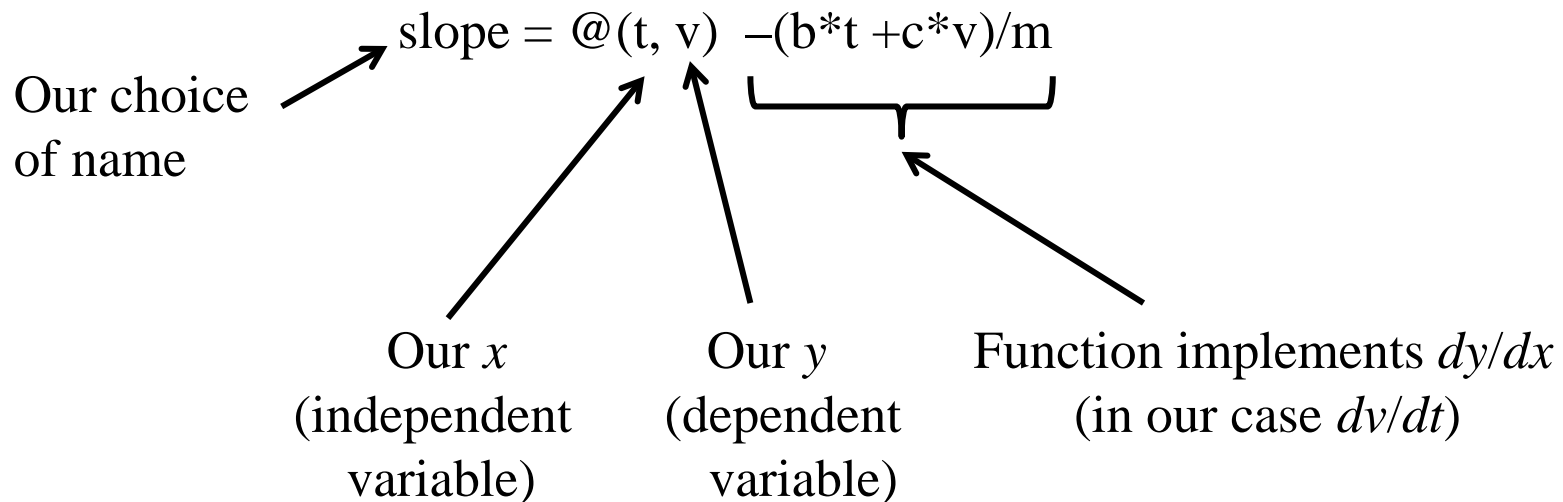 slope = @(t, v) –(b*t +c*v)/m
Our choice
of name
Our x
(independent
variable)
Our y
(dependent
variable)
Function implements dy/dx
(in our case dv/dt)